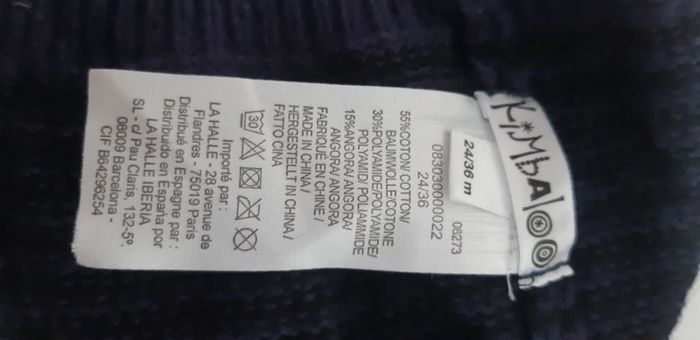 KiMbAloo
24/36 m
06273
08303000000022
24/36
55%COTON/ COTTON/
BAUMWOLLE/COTONE
30%POLYAMIDE/POLYAMIDE/
POLYAMID/ POLIAMMIDE
15%ANGORA/ANGORA/
ANGORA/ ANGORA
FABRIQUE EN CHINE /
MADE IN CHINA /
HERGESTELLT IN CHINA /
FATTO CINA
30
Importé par :
LA HALLE - 28 avenue de
Flandres - 75019 Paris
Distribué en Espagne par :
Distribuido en España por
LA HALLE IBERIA
SL - c/ Pau Claris, 132-5º.
08009 Barcelona -
CIF B64296254